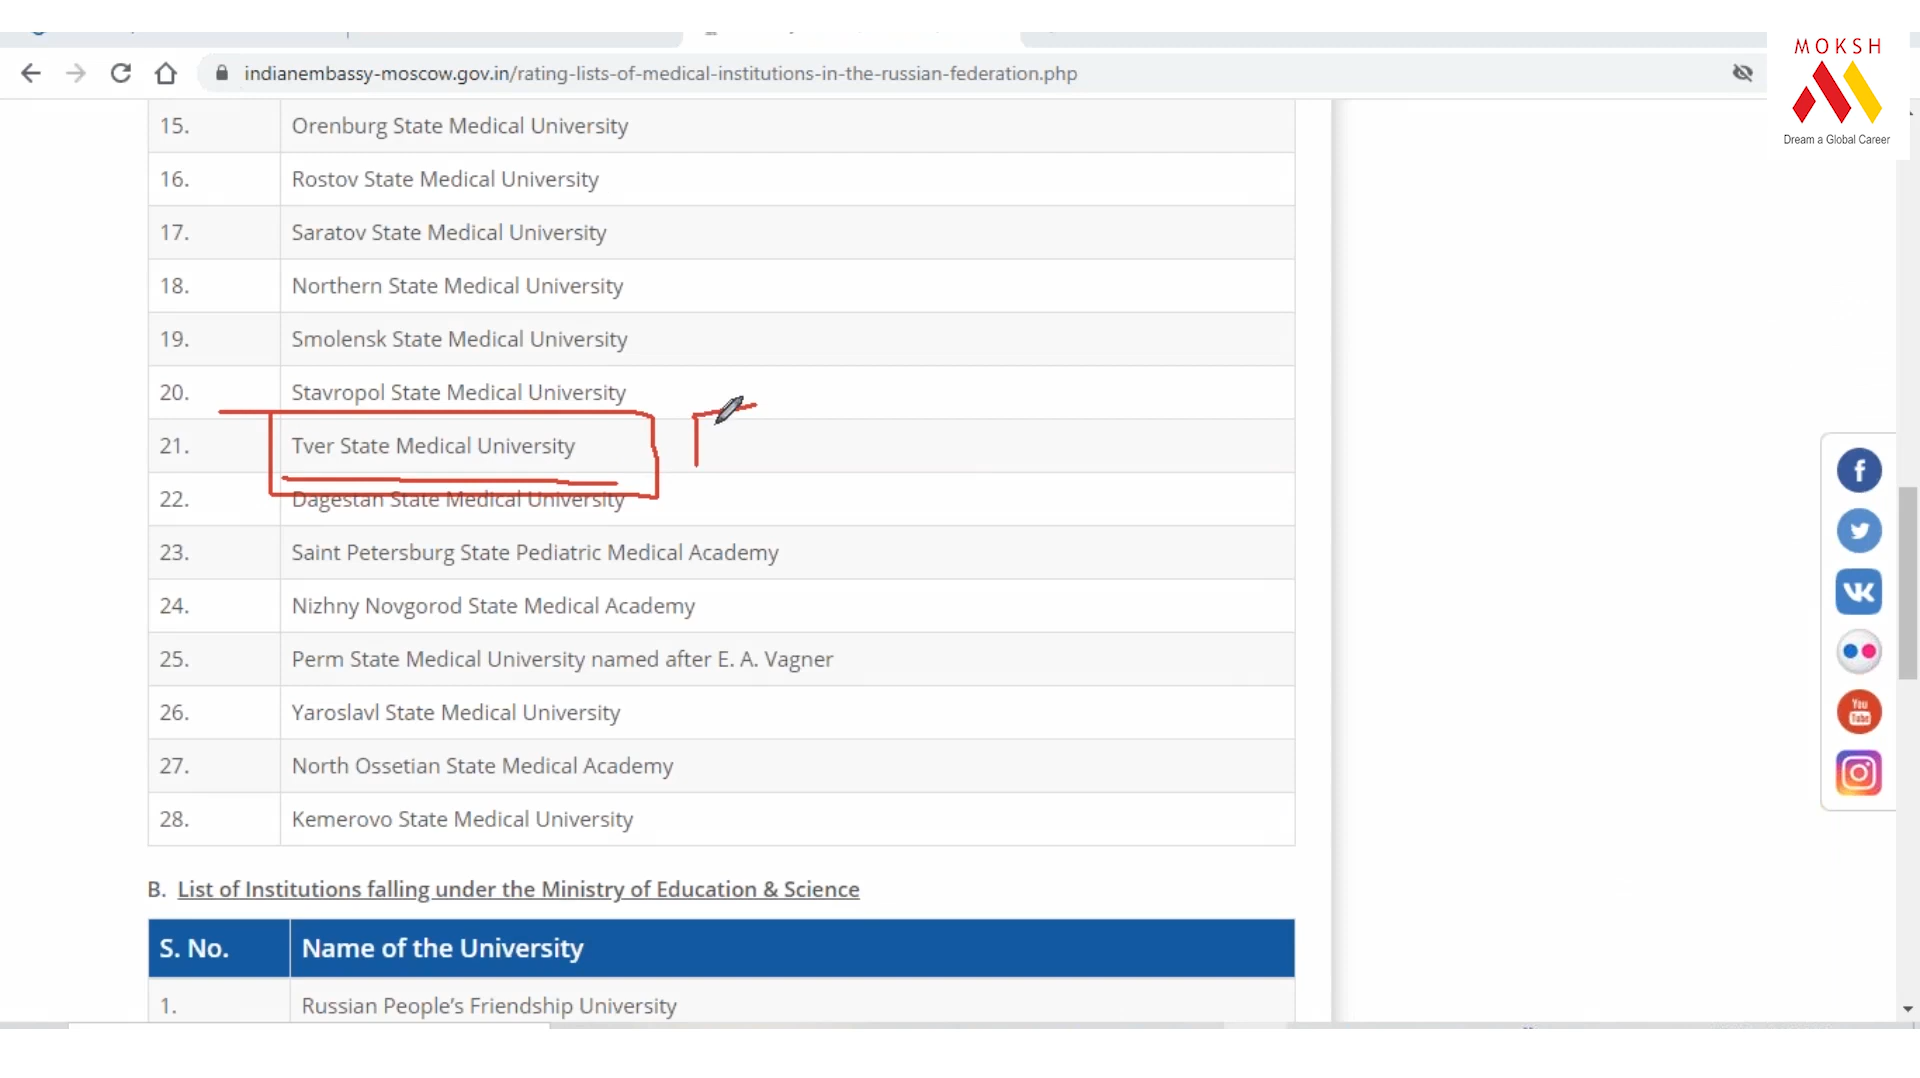 MOKSH
indianembassy-moscow.gov.in/rating-lists-of-medical-institutions-in-the-russian-federation.php
Dream a Global Career
15. Orenburg State Medical University
16. Rostov State Medical University
17. Saratov State Medical University
18. Northern State Medical University
19. Smolensk State Medical University
20. Stavropol State Medical University
21. Tver State Medical University
22. Dagestan State Medical University
23. Saint Petersburg State Pediatric Medical Academy
24. Nizhny Novgorod State Medical Academy
25. Perm State Medical University named after E. A. Vagner
26. Yaroslavl State Medical University
27. North Ossetian State Medical Academy
28. Kemerovo State Medical University
B. List of Institutions falling under the Ministry of Education & Science
S. No. Name of the University
1. Russian People’s Friendship University
f
VK
You
Tube